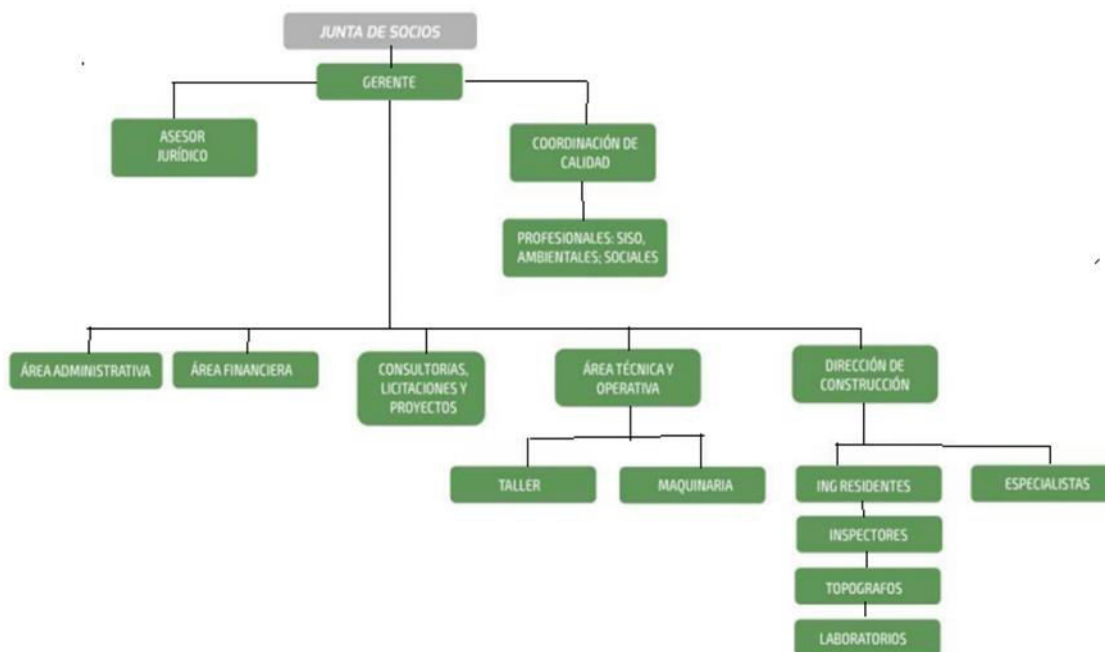 JUNTA DE SOCIOS
GERENTE
ASESOR
JURÍDICO
COORDINACIÓN DE
CALIDAD
PROFESIONALES: SISO,
AMBIENTALES; SOCIALES
ÁREA ADMINISTRATIVA
ÁREA FINANCIERA
CONSULTORÍAS,
LICITACIONES Y
PROYECTOS
ÁREA TÉCNICA Y
OPERATIVA
DIRECCIÓN DE
CONSTRUCCIÓN
TALLER
MAQUINARIA
ING RESIDENTES
ESPECIALISTAS
INSPECTORES
TOPOGRAFOS
LABORATORIOS